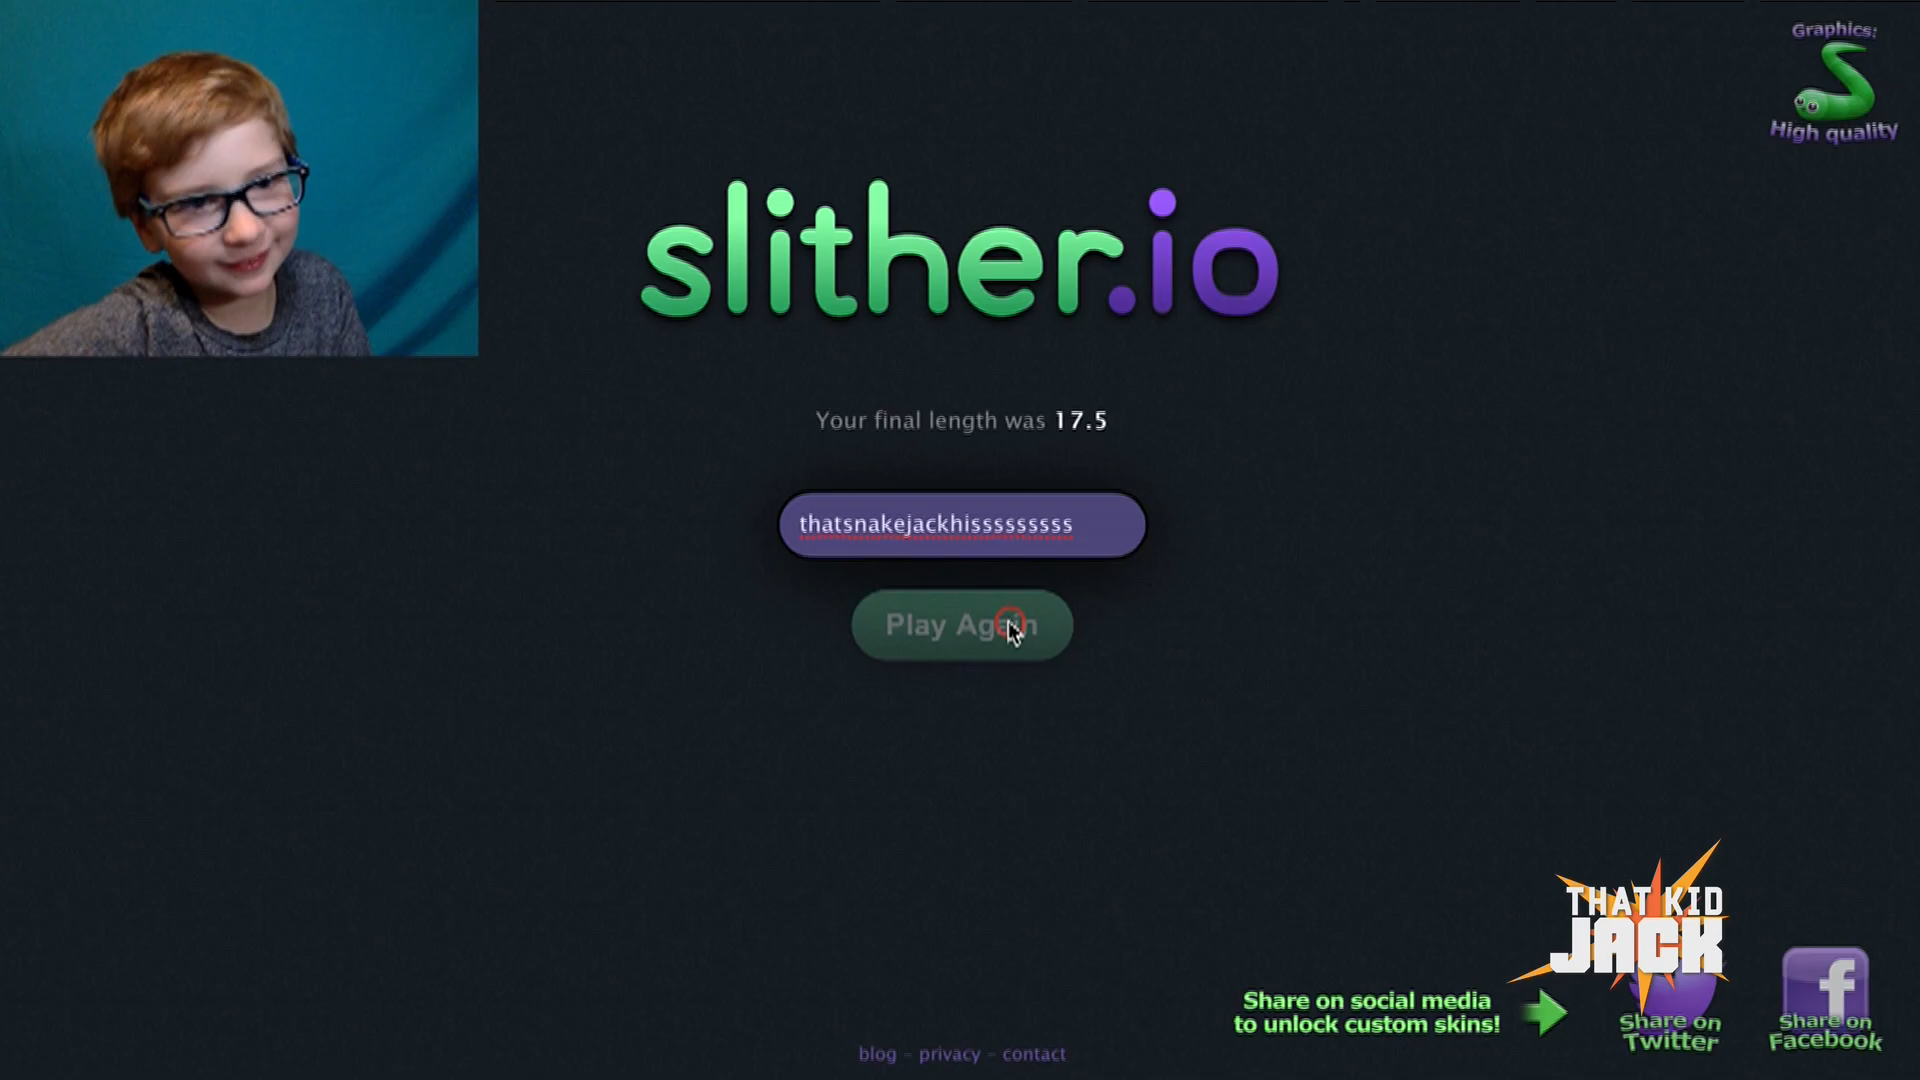 Graphics:
High quality
slither.io
Your final length was 17.5
thatsnakejackhisssssssss
Play Again
THAT KID
JACK
Share on social media
to unlock custom skins!
Share on
Twitter
f
Share on
Facebook
blog - privacy - contact